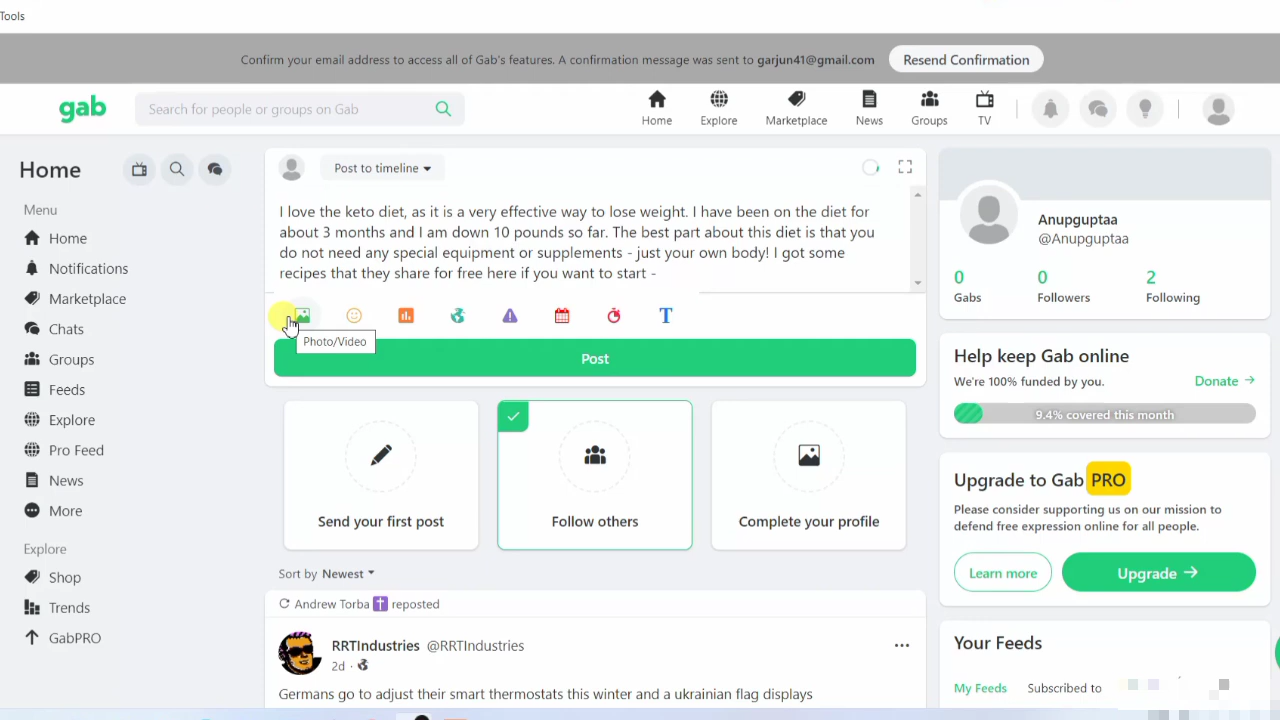 Tools
Confirm your email address to access all of Gab's features. A confirmation message was sent to garjun41@gmail.com
Resend Confirmation
gab
Search for people or groups on Gab
Home
Explore
Marketplace
News
Groups
TV
Home
Menu
Home
Notifications
Marketplace
Chats
Groups
Feeds
Explore
Pro Feed
News
More
Explore
Shop
Trends
GabPRO
Post to timeline
I love the keto diet, as it is a very effective way to lose weight. I have been on the diet for
about 3 months and I am down 10 pounds so far. The best part about this diet is that you
do not need any special equipment or supplements - just your own body! I got some
recipes that they share for free here if you want to start -
T
Photo/Video
Post
Send your first post
Follow others
Complete your profile
Sort by Newest
Andrew Torba ✝️ reposted
RRTIndustries @RRTIndustries
2d ·
Germans go to adjust their smart thermostats this winter and a ukrainian flag displays
Anupguptaa
@Anupguptaa
0
0
2
Gabs
Followers
Following
Help keep Gab online
We're 100% funded by you.
Donate →
9.4% covered this month
Upgrade to Gab PRO
Please consider supporting us on our mission to
defend free expression online for all people.
Learn more
Upgrade →
Your Feeds
My Feeds
Subscribed to